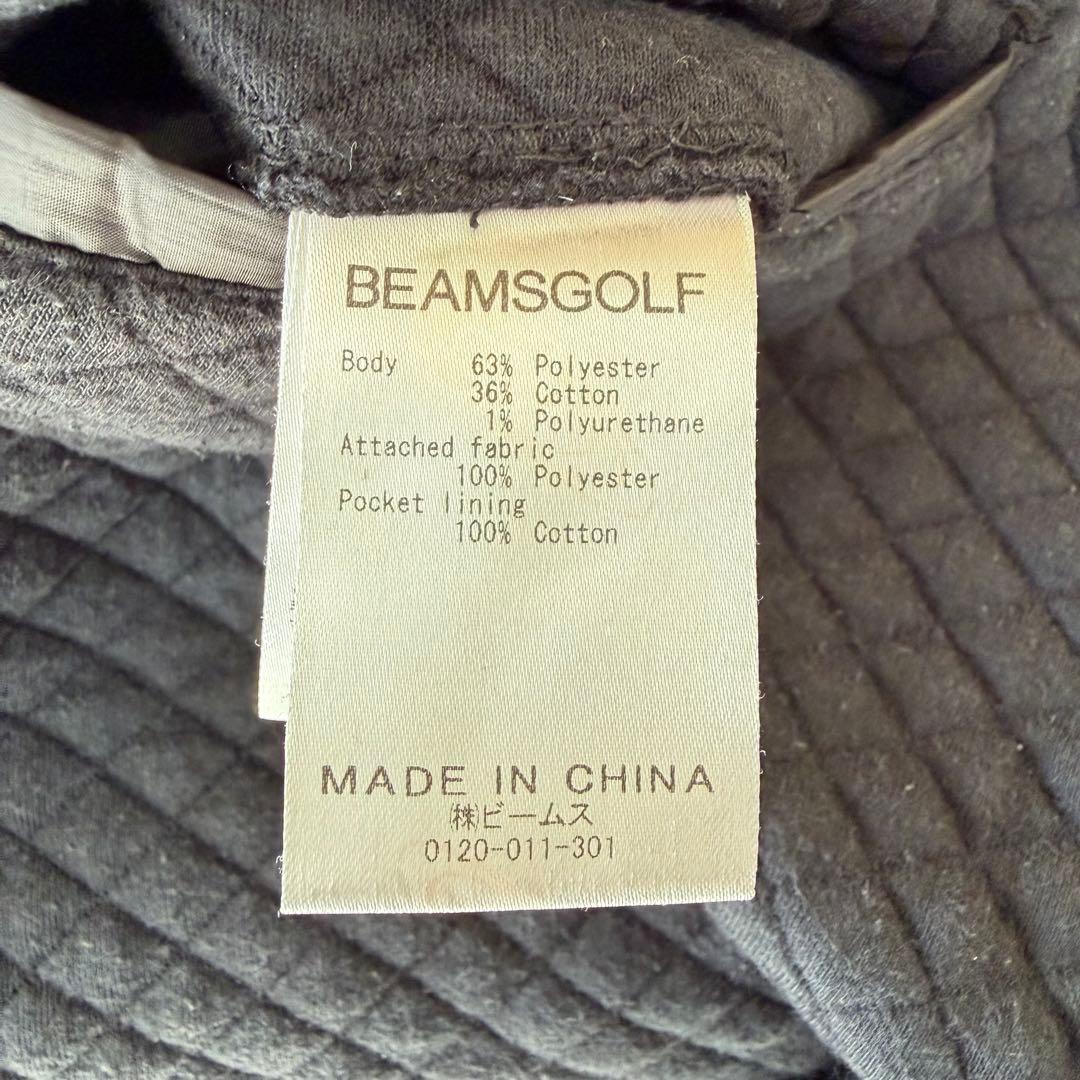 BEAMSGOLF
Body 63% Polyester
36% Cotton
1% Polyurethane
Attached fabric
100% Polyester
Pocket lining
100% Cotton
MADE IN CHINA
㈱ビームス
0120-011-301